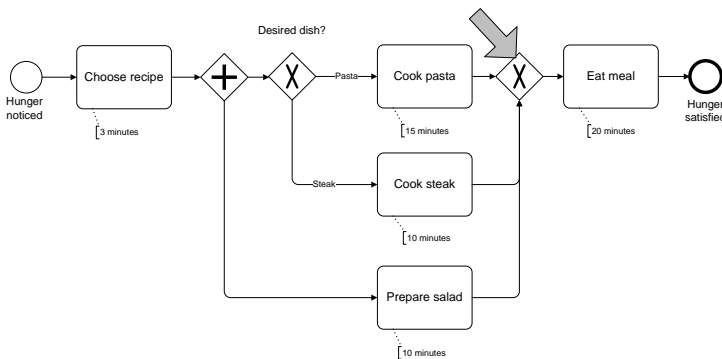 Desired dish?
Choose recipe
Pasta
Cook pasta
Eat meal
Hunger
noticed
Hunger
satisfied
3 minutes
15 minutes
20 minutes
Steak
Cook steak
10 minutes
Prepare salad
10 minutes